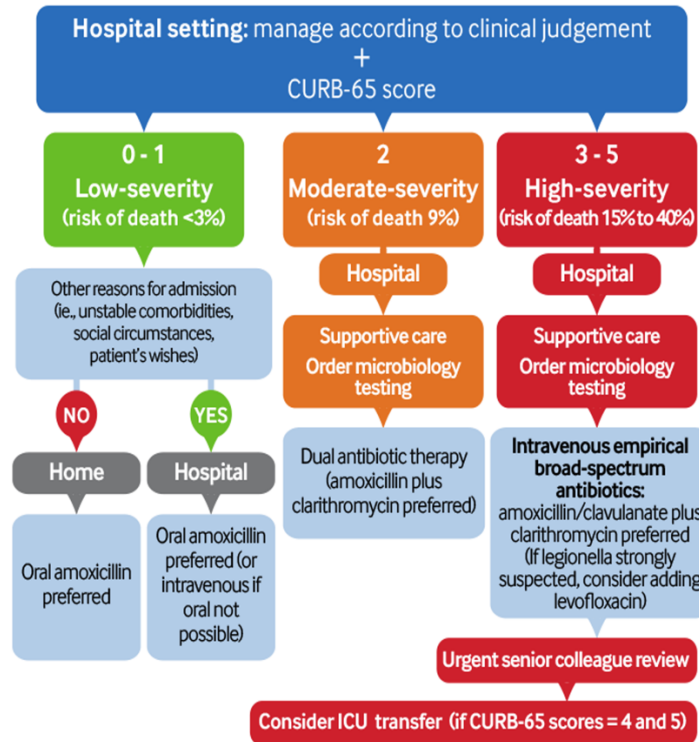 Hospital setting: manage according to clinical judgement
+
CURB-65 score
0 - 1
Low-severity
(risk of death <3%)
Other reasons for admission
(ie., unstable comorbidities,
social circumstances,
patient's wishes)
NO
YES
Home
Hospital
Oral amoxicillin
preferred
Oral amoxicillin
preferred (or
intravenous if
oral not
possible)
2
Moderate-severity
(risk of death 9%)
Hospital
Supportive care
Order microbiology
testing
Dual antibiotic therapy
(amoxicillin plus
clarithromycin preferred)
3 - 5
High-severity
(risk of death 15% to 40%)
Hospital
Supportive care
Order microbiology
testing
Intravenous empirical
broad-spectrum
antibiotics:
amoxicillin/clavulanate plus
clarithromycin preferred
(If legionella strongly
suspected, consider adding
levofloxacin)
Urgent senior colleague review
Consider ICU transfer (if CURB-65 scores = 4 and 5)